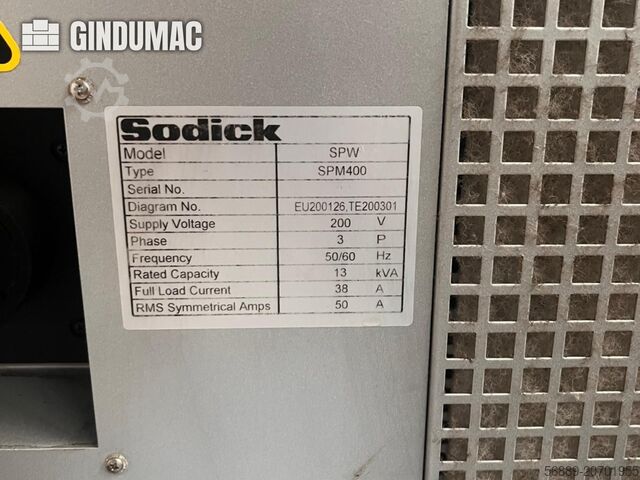 GINDUMAC
Sodick
Model SPW
Type SPM400
Serial No.
Diagram No. EU200126,TE200301
Supply Voltage 200 V
Phase 3 P
Frequency 50/60 Hz
Rated Capacity 13 kVA
Full Load Current 38 A
RMS Symmetrical Amps 50 A
56889-20701955